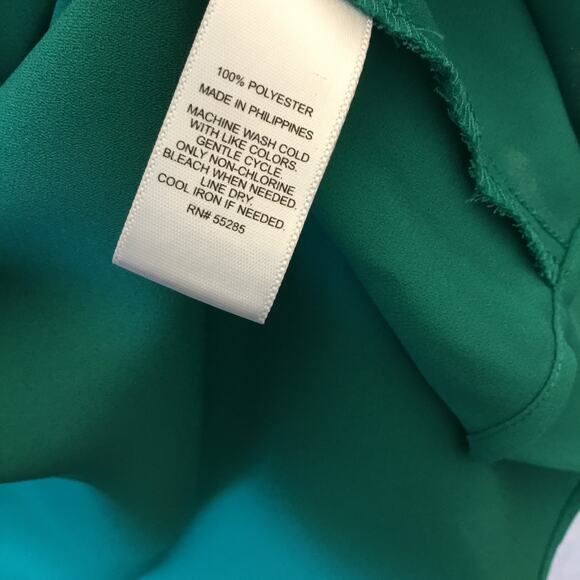 100% POLYESTER
MADE IN PHILIPPINES
MACHINE WASH COLD
WITH LIKE COLORS.
GENTLE CYCLE.
ONLY NON-CHLORINE
BLEACH WHEN NEEDED.
LINE DRY.
COOL IRON IF NEEDED.
RN# 55285